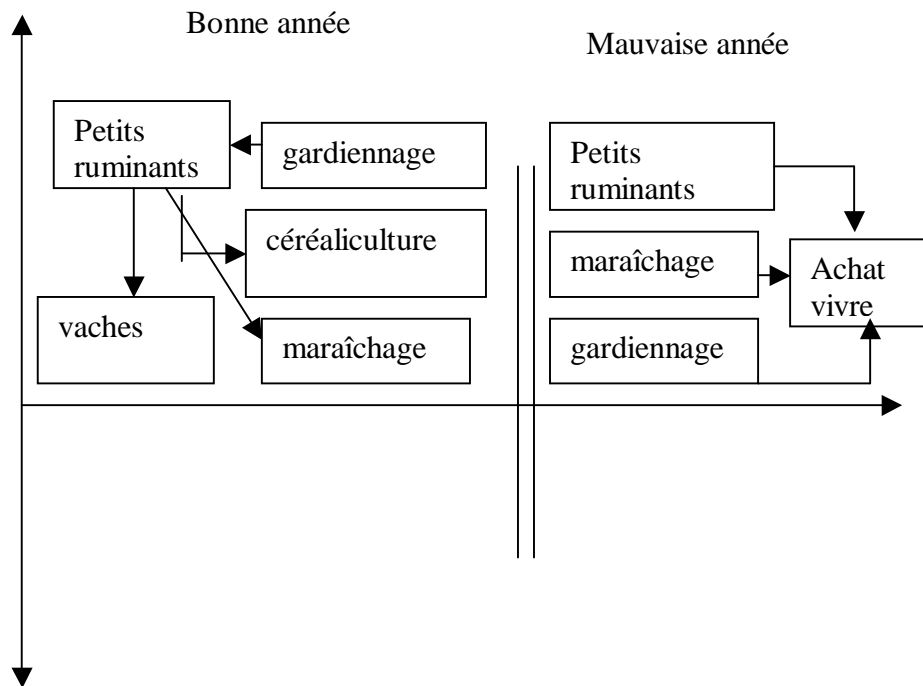 Bonne année
Mauvaise année
Petits
ruminants
gardiennage
céréaliculture
vaches
maraîchage
Petits
ruminants
maraîchage
gardiennage
Achat
vivre